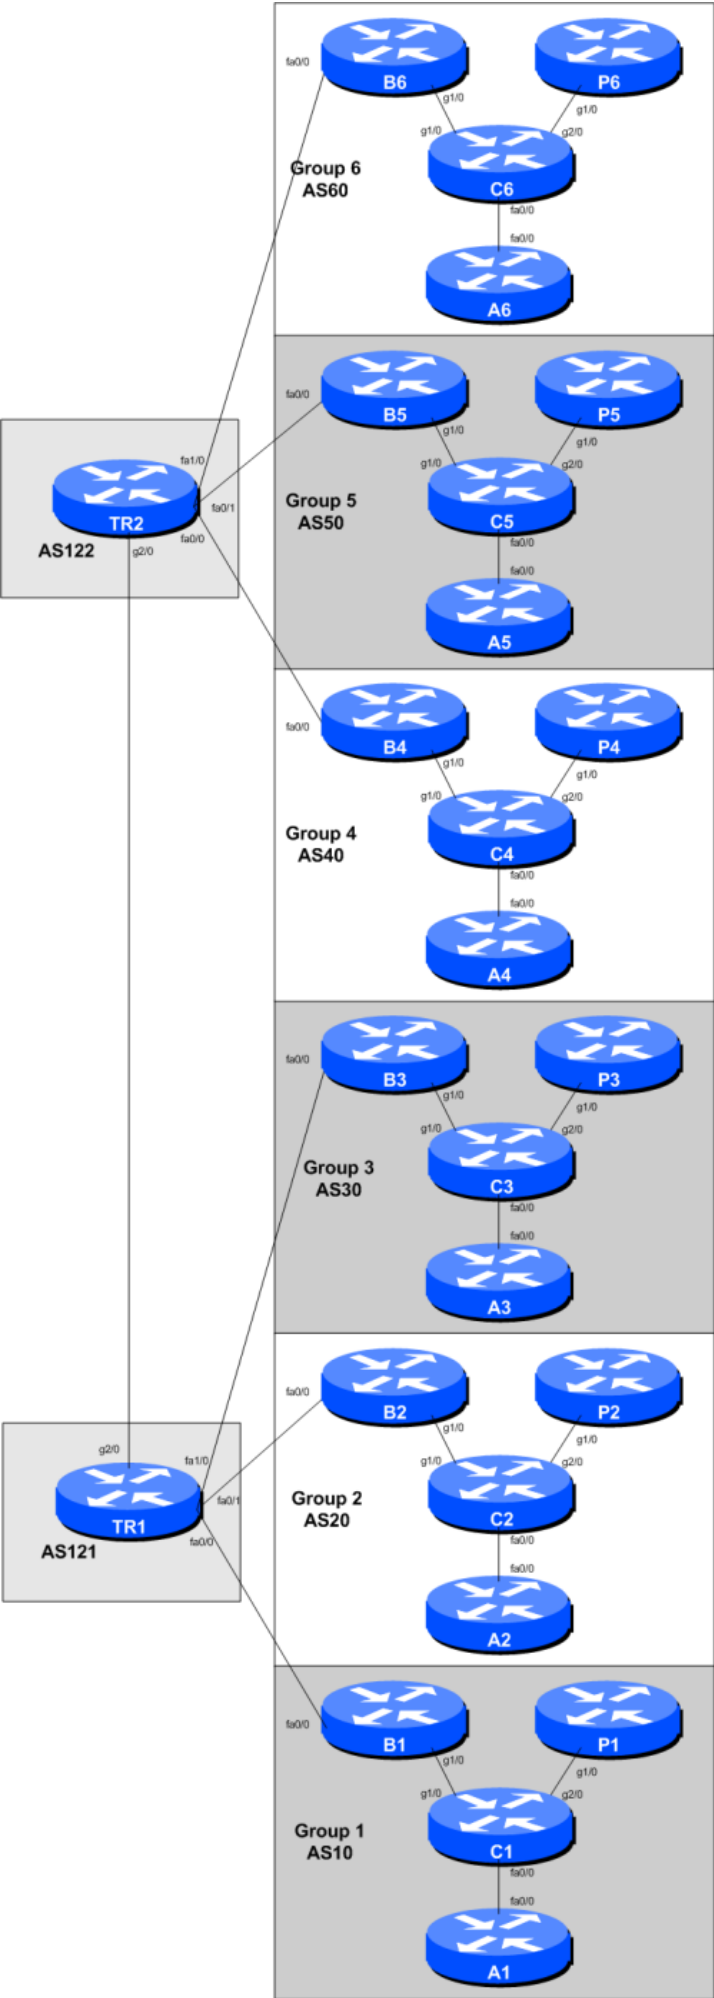 fa0/0
B6
P6
g1/0
g1/0
g1/0
g2/0
Group 6
AS60
C6
fa0/0
fa0/0
A6
fa0/0
B5
P5
g1/0
g1/0
g1/0
g2/0
Group 5
AS50
C5
fa0/0
fa0/0
A5
fa1/0
fa0/1
TR2
fa0/0
AS122
g2/0
fa0/0
B4
P4
g1/0
g1/0
g1/0
g2/0
Group 4
AS40
C4
fa0/0
fa0/0
A4
fa0/0
B3
P3
g1/0
g1/0
g1/0
g2/0
Group 3
AS30
C3
fa0/0
fa0/0
A3
fa0/0
B2
P2
g1/0
g1/0
g1/0
g2/0
Group 2
AS20
C2
fa0/0
fa0/0
A2
g2/0
fa1/0
fa0/1
TR1
fa0/0
AS121
fa0/0
B1
P1
g1/0
g1/0
g1/0
g2/0
Group 1
AS10
C1
fa0/0
fa0/0
A1